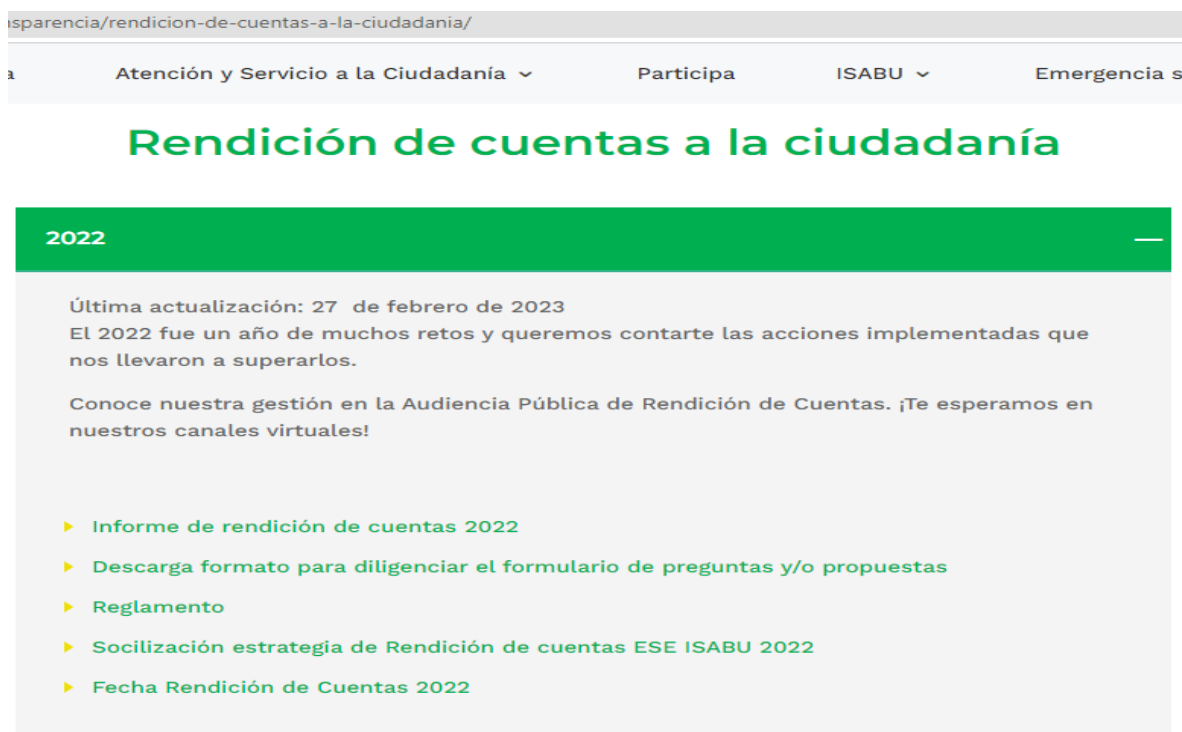 nsparencia/rendicion-de-cuentas-a-la-ciudadania/
a Atención y Servicio a la Ciudadanía Participa ISABU Emergencia s
Rendición de cuentas a la ciudadanía
2022
Última actualización: 27 de febrero de 2023
El 2022 fue un año de muchos retos y queremos contarte las acciones implementadas que
nos llevaron a superarlos.
Conoce nuestra gestión en la Audiencia Pública de Rendición de Cuentas. ¡Te esperamos en
nuestros canales virtuales!
Informe de rendición de cuentas 2022
Descarga formato para diligenciar el formulario de preguntas y/o propuestas
Reglamento
Socilización estrategia de Rendición de cuentas ESE ISABU 2022
Fecha Rendición de Cuentas 2022